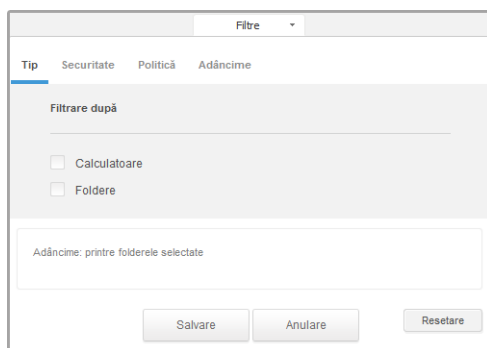 Filtre
Tip Securitate Politică Adâncime
Filtrare după
Calculatoare
Foldere
Adâncime: printre folderele selectate
Salvare Anulare Resetare